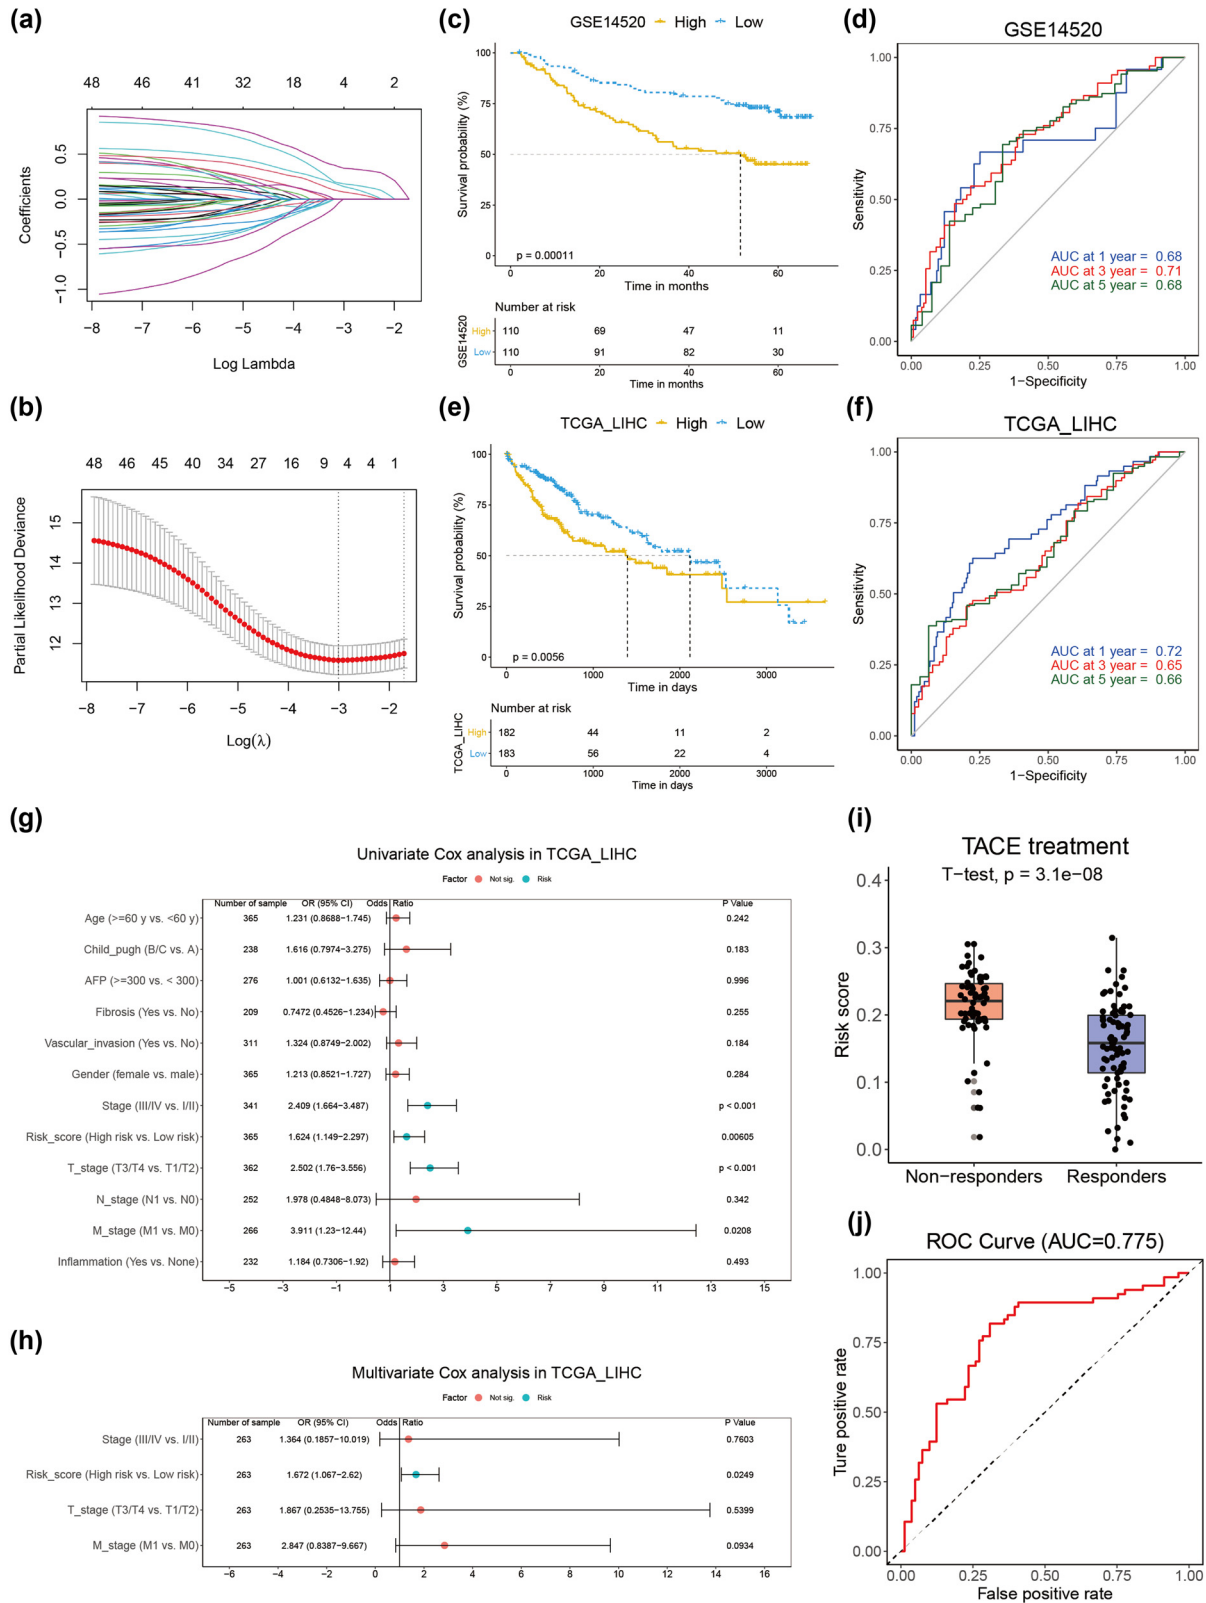 (a)
48 46 41 32 18 4 2
Coefficients
0.5
0.0
−0.5
−1.0
−8 −7 −6 −5 −4 −3 −2
Log Lambda
(b)
48 46 45 40 34 27 16 9 4 4 1
Partial Likelihood Deviance
15
14
13
12
−8 −7 −6 −5 −4 −3 −2
Log(λ)
(c)
GSE14520 High Low
Survival probability (%)
100
75
50
25
0
p = 0.00011
0 20 40 60
Time in months
Number at risk
GSE14520
High 110 69 47 11
Low 110 91 82 30
0 20 40 60
Time in months
(d)
GSE14520
Sensitivity
1.00
0.75
0.50
0.25
0.00
AUC at 1 year = 0.68
AUC at 3 year = 0.71
AUC at 5 year = 0.68
0.00 0.25 0.50 0.75 1.00
1−Specificity
(e)
TCGA_LIHC High Low
Survival probability (%)
100
75
50
25
0
p = 0.0056
0 1000 2000 3000
Time in days
Number at risk
TCGA_LIHC
High 182 44 11 2
Low 183 56 22 4
0 1000 2000 3000
Time in days
(f)
TCGA_LIHC
Sensitivity
1.00
0.75
0.50
0.25
0.00
AUC at 1 year = 0.72
AUC at 3 year = 0.65
AUC at 5 year = 0.66
0.00 0.25 0.50 0.75 1.00
1−Specificity
(g)
Univariate Cox analysis in TCGA_LIHC
Factor Not sig. Risk
Number of sample OR (95% CI) Odds Ratio P Value
Age (>=60 y vs. <60 y) 365 1.231 (0.8688−1.745) 0.242
Child_pugh (B/C vs. A) 238 1.616 (0.7974−3.275) 0.183
AFP (>=300 vs. < 300) 276 1.001 (0.6132−1.635) 0.996
Fibrosis (Yes vs. No) 209 0.7472 (0.4526−1.234) 0.255
Vascular_invasion (Yes vs. No) 311 1.324 (0.8749−2.002) 0.184
Gender (female vs. male) 365 1.213 (0.8521−1.727) 0.284
Stage (III/IV vs. I/II) 341 2.409 (1.664−3.487) p < 0.001
Risk_score (High risk vs. Low risk) 365 1.624 (1.149−2.297) 0.00605
T_stage (T3/T4 vs. T1/T2) 362 2.502 (1.76−3.556) p < 0.001
N_stage (N1 vs. N0) 252 1.978 (0.4848−8.073) 0.342
M_stage (M1 vs. M0) 266 3.911 (1.23−12.44) 0.0208
Inflammation (Yes vs. None) 232 1.184 (0.7306−1.92) 0.493
−5 −3 −1 1 3 5 7 9 11 13 15
(h)
Multivariate Cox analysis in TCGA_LIHC
Factor Not sig. Risk
Number of sample OR (95% CI) Odds Ratio P Value
Stage (III/IV vs. I/II) 263 1.364 (0.1857−10.019) 0.7603
Risk_score (High risk vs. Low risk) 263 1.672 (1.067−2.62) 0.0249
T_stage (T3/T4 vs. T1/T2) 263 1.867 (0.2535−13.755) 0.5399
M_stage (M1 vs. M0) 263 2.847 (0.8387−9.667) 0.0934
−6 −4 −2 0 2 4 6 8 10 12 14 16
(i)
TACE treatment
T−test, p = 3.1e−08
Risk score
0.4
0.3
0.2
0.1
0.0
Non−responders Responders
(j)
ROC Curve (AUC=0.775)
Ture positive rate
1.00
0.75
0.50
0.25
0.00
0.00 0.25 0.50 0.75 1.00
False positive rate